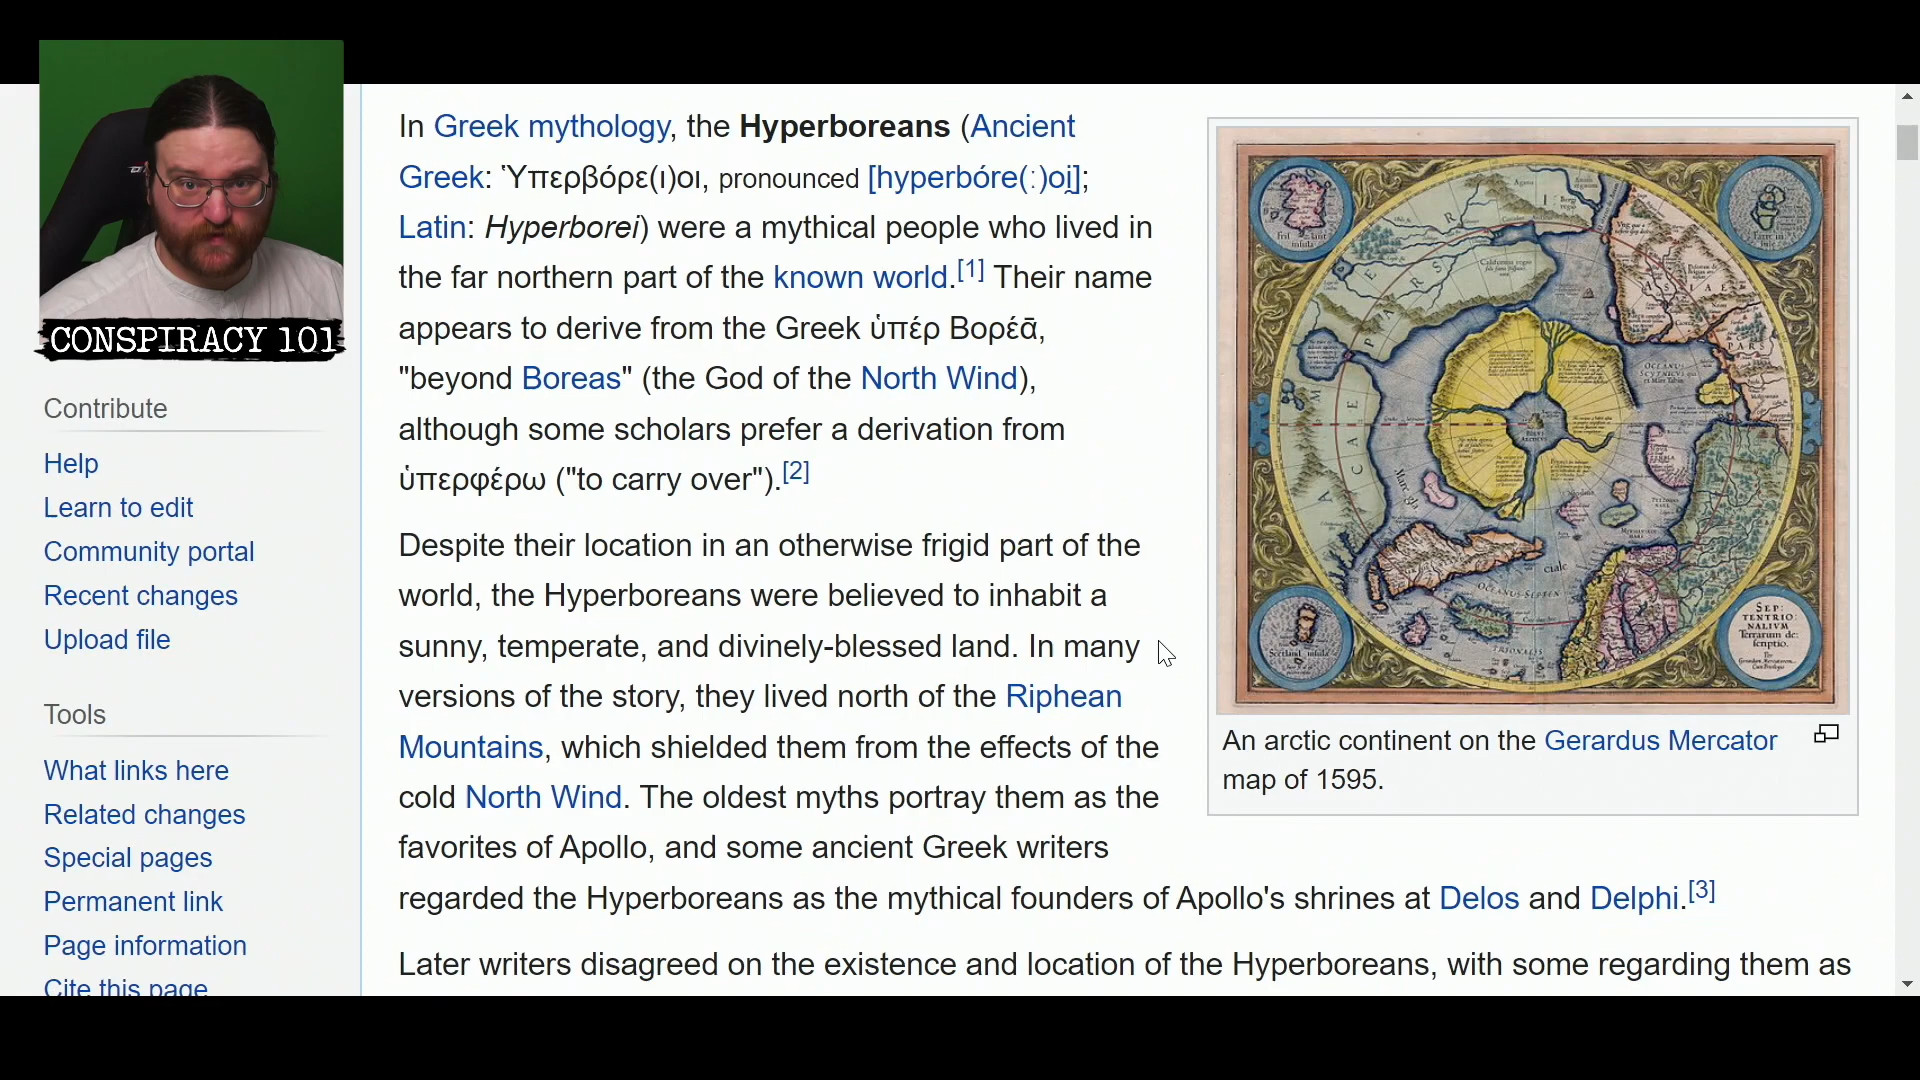 CONSPIRACY 101
Contribute
Help
Learn to edit
Community portal
Recent changes
Upload file
Tools
What links here
Related changes
Special pages
Permanent link
Page information
Cite this page
In Greek mythology, the Hyperboreans (Ancient
Greek: Ὑπερβόρε(ι)οι, pronounced [hyperbóre(ː)oi̯];
Latin: Hyperborei) were a mythical people who lived in
the far northern part of the known world.[1] Their name
appears to derive from the Greek ὑπέρ Βορέᾱ,
"beyond Boreas" (the God of the North Wind),
although some scholars prefer a derivation from
ὑπερφέρω ("to carry over").[2]
Despite their location in an otherwise frigid part of the
world, the Hyperboreans were believed to inhabit a
sunny, temperate, and divinely-blessed land. In many
versions of the story, they lived north of the Riphean
Mountains, which shielded them from the effects of the
cold North Wind. The oldest myths portray them as the
favorites of Apollo, and some ancient Greek writers
regarded the Hyperboreans as the mythical founders of Apollo's shrines at Delos and Delphi.[3]
Later writers disagreed on the existence and location of the Hyperboreans, with some regarding them as
SEP:
TENTRIO
NALIVM
Terrarum de:
scriptio.
An arctic continent on the Gerardus Mercator
map of 1595.